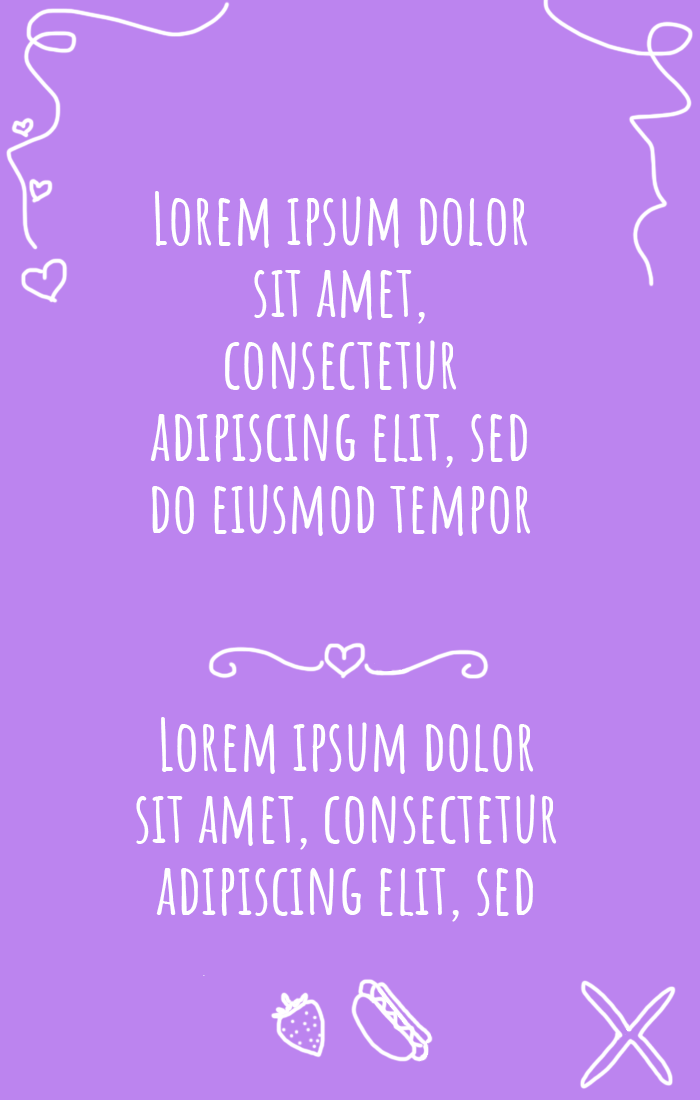 Lorem ipsum dolor
sit amet,
consectetur
adipiscing elit, sed
do eiusmod tempor
Lorem ipsum dolor
sit amet, consectetur
adipiscing elit, sed